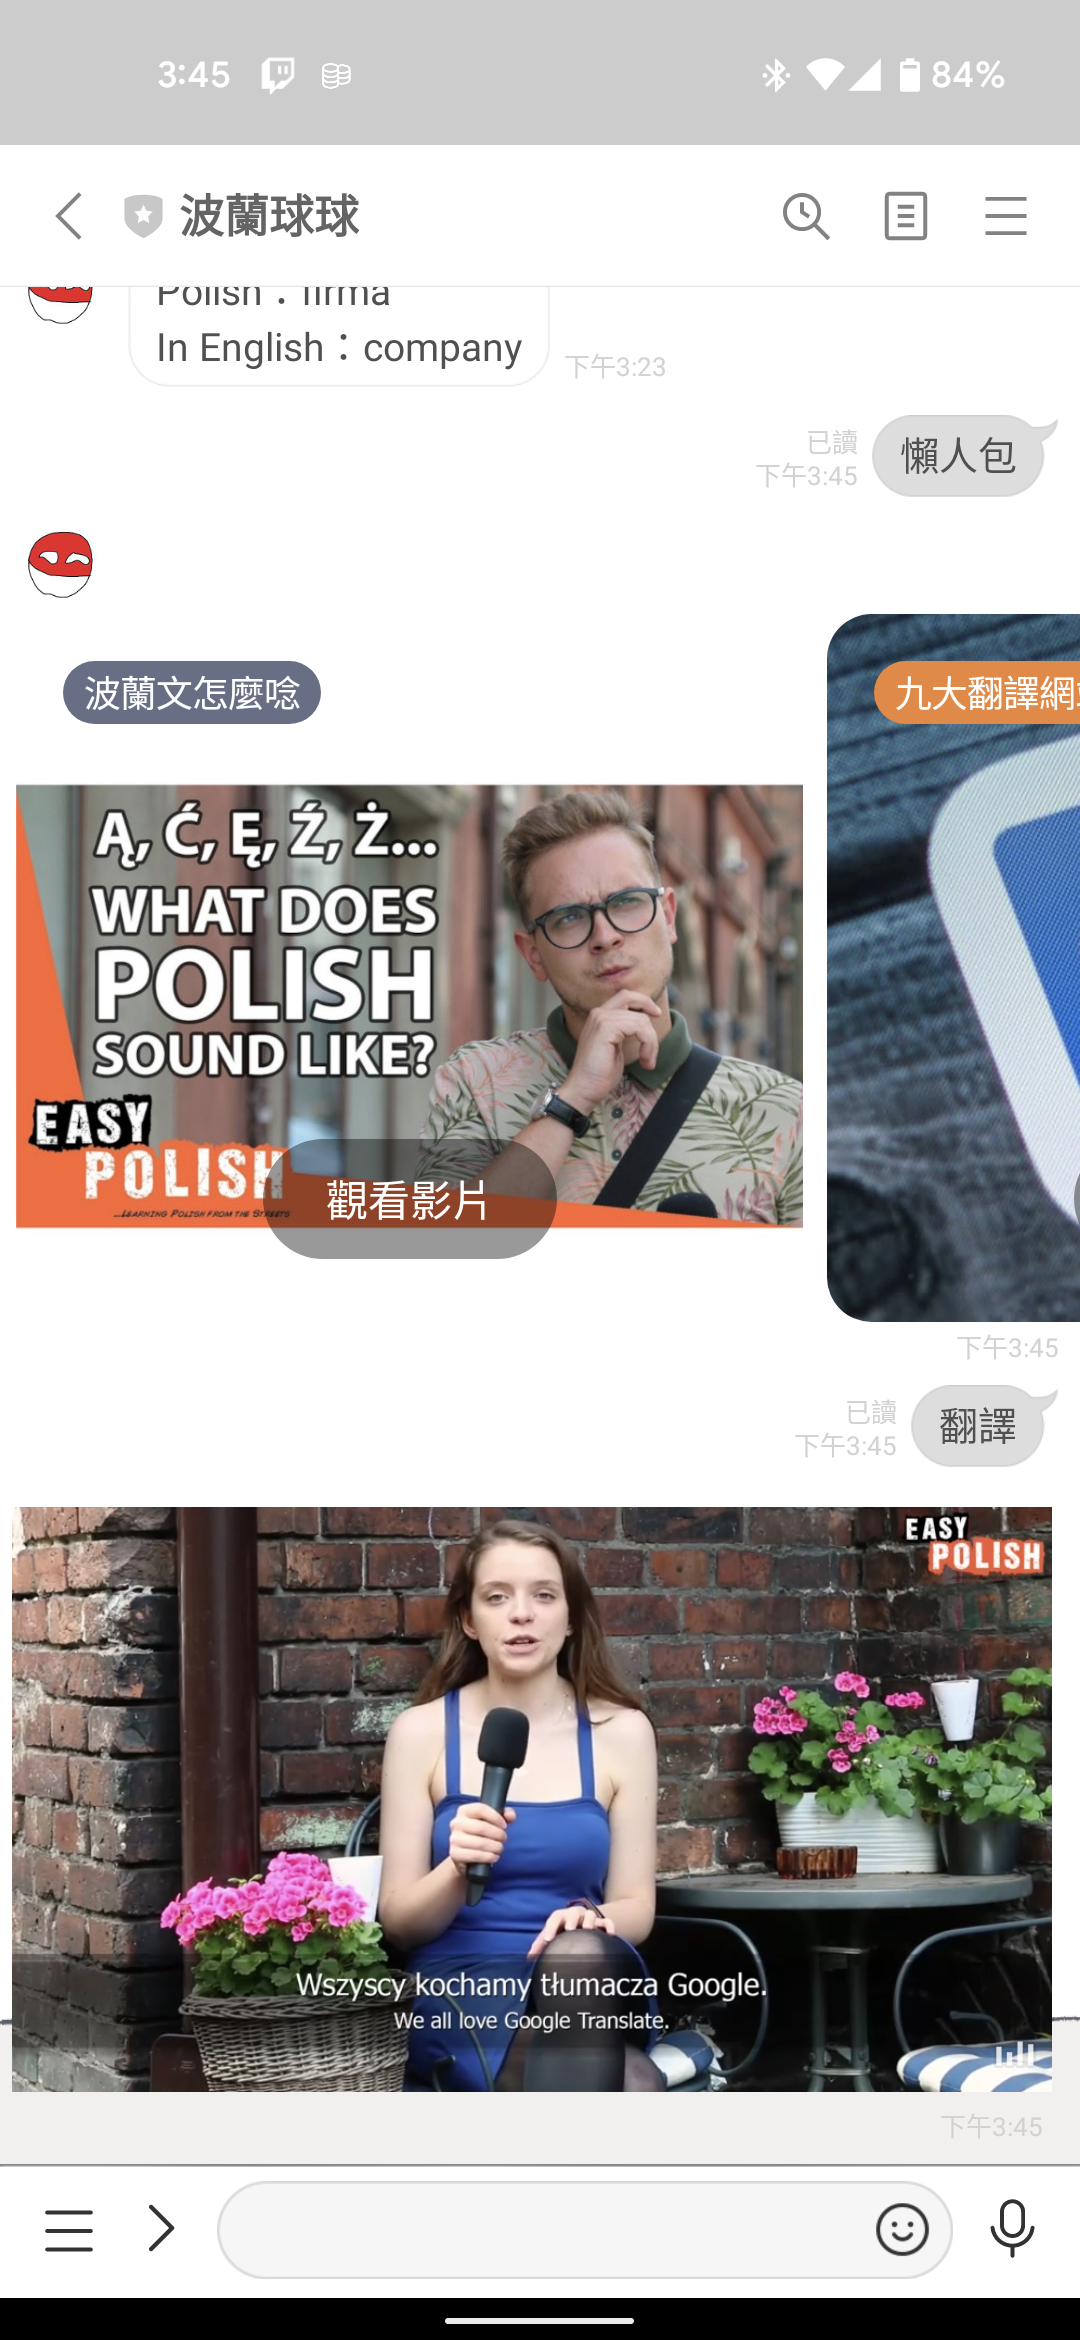 3:45
84%
波蘭球球
Polish：firma
In English：company
下午3:23
已讀
下午3:45
懶人包
波蘭文怎麼唸
九大翻譯網
Ą, Ć, Ę, Ź, Ż...
WHAT DOES
POLISH
SOUND LIKE?
EASY
POLISH
...LEARNING POLISH FROM THE STREETS
觀看影片
下午3:45
已讀
下午3:45
翻譯
EASY
POLISH
Wszyscy kochamy tłumacza Google.
We all love Google Translate.
下午3:45